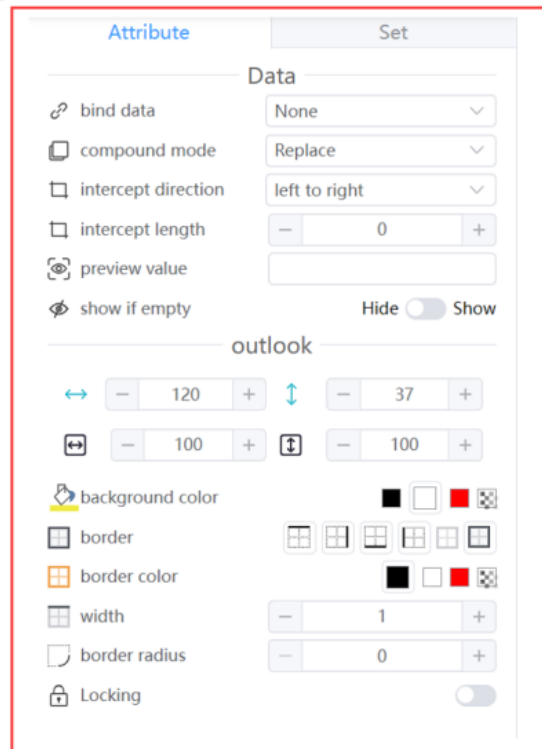 Attribute Set
Data
bind data None
compound mode Replace
intercept direction left to right
intercept length − 0 +
preview value
show if empty Hide Show
outlook
− 120 + − 37 +
− 100 + − 100 +
background color
border
border color
width − 1 +
border radius − 0 +
Locking